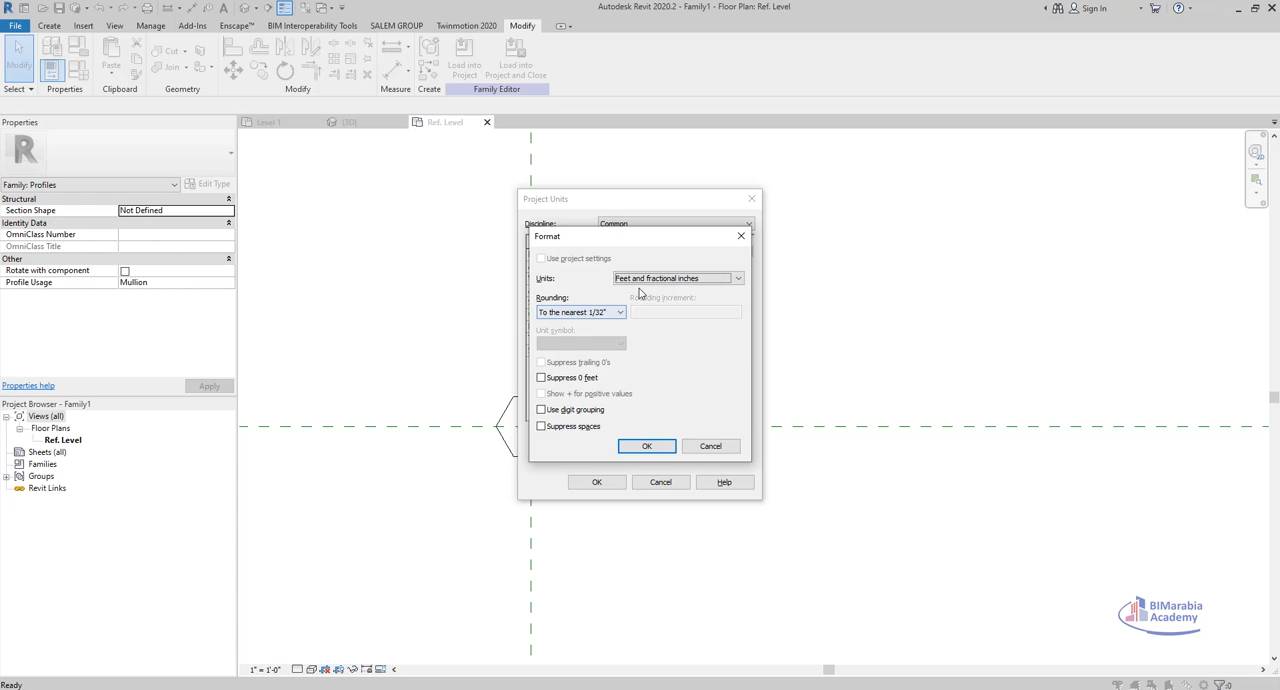 Autodesk Revit 2020.2 - Family1 - Floor Plan: Ref. Level
Sign In
File Create Insert View Manage Add-Ins Enscape™ BIM Interoperability Tools SALEM GROUP Twinmotion 2020 Modify
Modify Paste Cut Join Load into Project Load into Project and Close
Select Properties Clipboard Geometry Modify Measure Create Family Editor
Properties
Level 1 {3D} Ref. Level
Family: Profiles Edit Type
Structural
Section Shape Not Defined
Identity Data
OmniClass Number
OmniClass Title
Other
Rotate with component
Profile Usage Mullion
Properties help Apply
Project Browser - Family1
Views (all)
Floor Plans
Ref. Level
Sheets (all)
Families
Groups
Revit Links
Project Units
Discipline: Common
Format
Use project settings
Units: Feet and fractional inches
Rounding: Rounding increment:
To the nearest 1/32"
Unit symbol:
Suppress trailing 0's
Suppress 0 feet
Show + for positive values
Use digit grouping
Suppress spaces
OK Cancel
OK Cancel Help
BIMarabia
Academy
1" = 1'-0"
Ready
:0